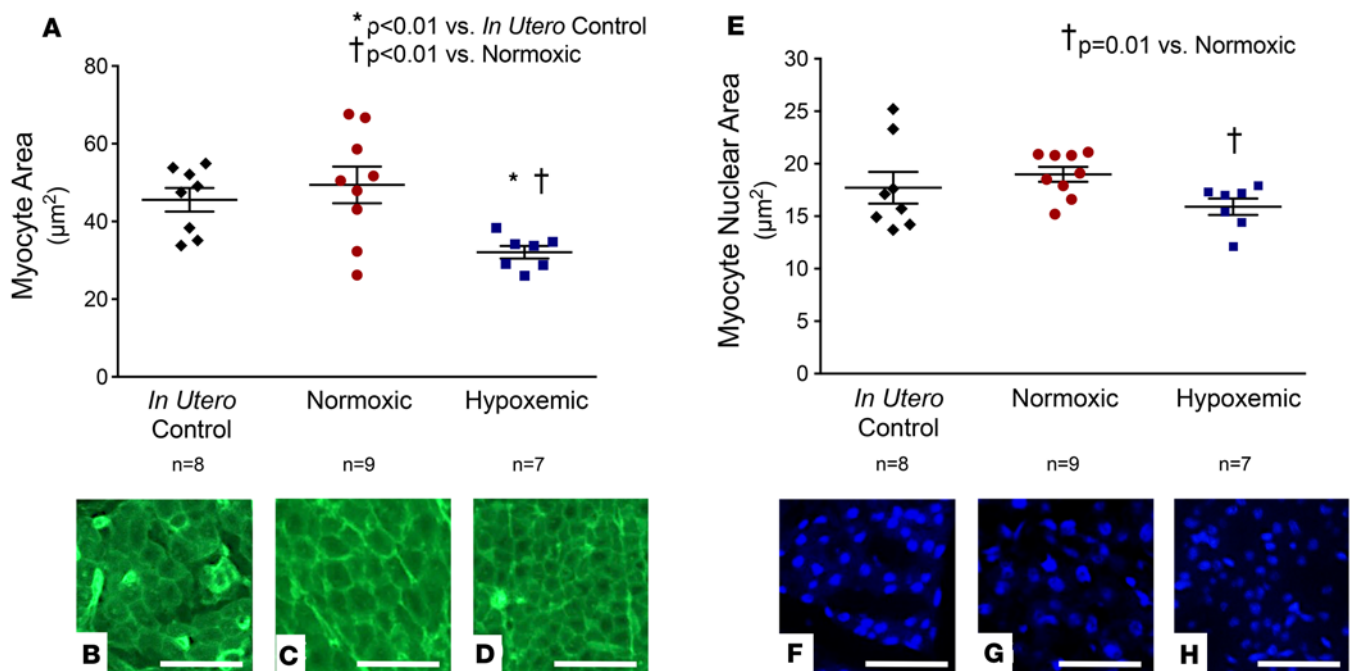 A
* p<0.01 vs. In Utero Control
†p<0.01 vs. Normoxic
Myocyte Area
(µm²)
80
60
40
20
0
* †
In Utero
Control
Normoxic
Hypoxemic
n=8
n=9
n=7
B
C
D
E
†p=0.01 vs. Normoxic
Myocyte Nuclear Area
(µm²)
30
25
20
15
10
5
0
†
In Utero
Control
Normoxic
Hypoxemic
n=8
n=9
n=7
F
G
H